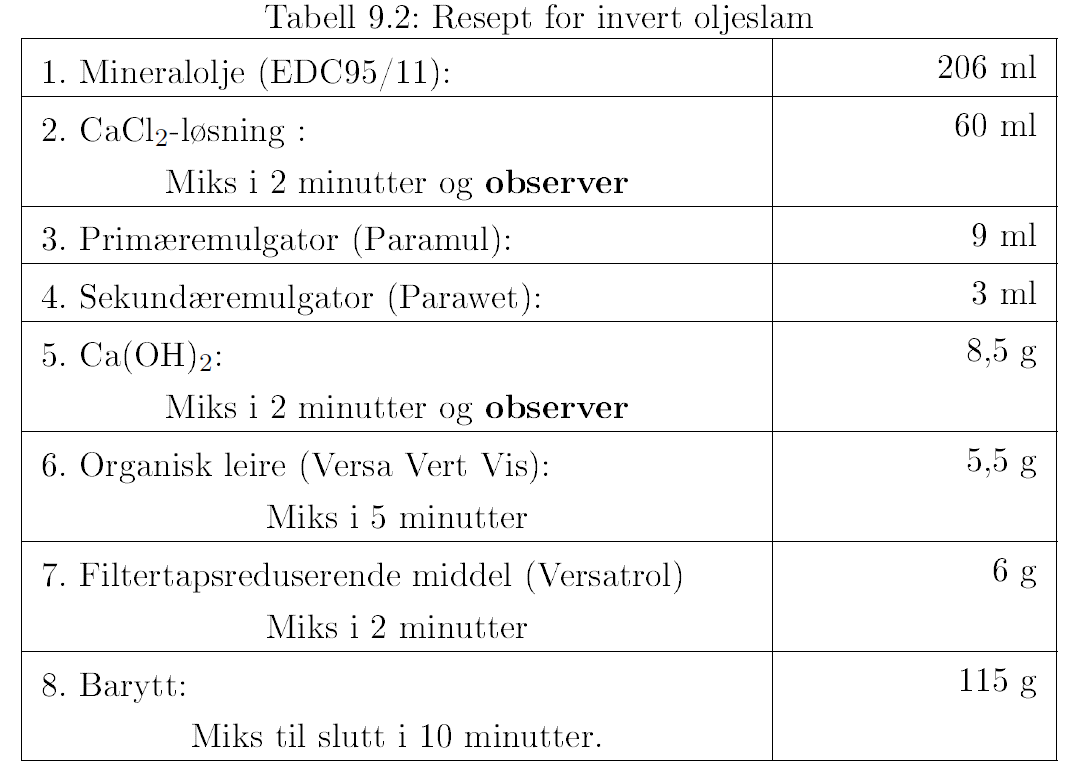 Tabell 9.2: Resept for invert oljeslam
1. Mineralolje (EDC95/11): 206 ml
2. CaCl₂-løsning : 60 ml
Miks i 2 minutter og observer
3. Primæremulgator (Paramul): 9 ml
4. Sekundæremulgator (Parawet): 3 ml
5. Ca(OH)₂: 8,5 g
Miks i 2 minutter og observer
6. Organisk leire (Versa Vert Vis): 5,5 g
Miks i 5 minutter
7. Filtertapsreduserende middel (Versatrol) 6 g
Miks i 2 minutter
8. Barytt: 115 g
Miks til slutt i 10 minutter.